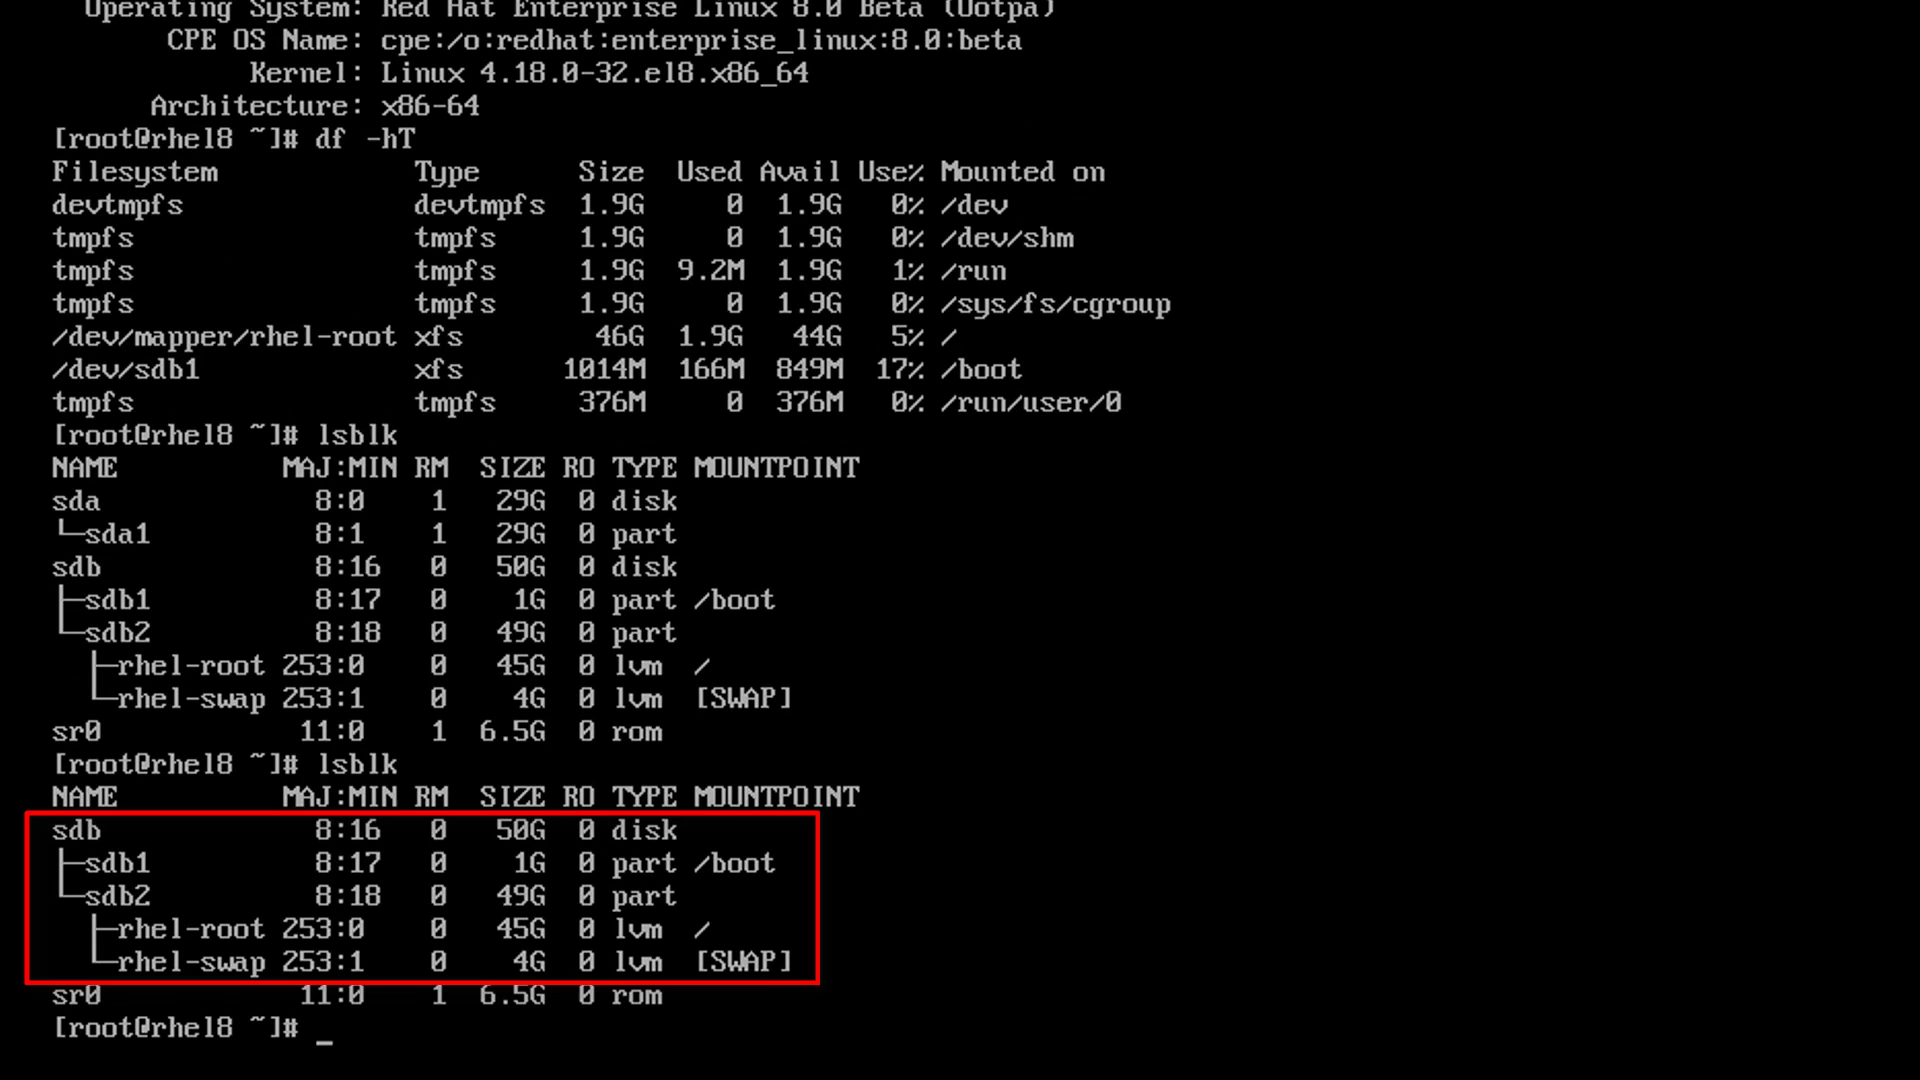 Operating System: Red Hat Enterprise Linux 8.0 Beta (Ootpa)
CPE OS Name: cpe:/o:redhat:enterprise_linux:8.0:beta
Kernel: Linux 4.18.0-32.el8.x86_64
Architecture: x86-64
[root@rhel8 ~]# df -hT
Filesystem Type Size Used Avail Use% Mounted on
devtmpfs devtmpfs 1.9G 0 1.9G 0% /dev
tmpfs tmpfs 1.9G 0 1.9G 0% /dev/shm
tmpfs tmpfs 1.9G 9.2M 1.9G 1% /run
tmpfs tmpfs 1.9G 0 1.9G 0% /sys/fs/cgroup
/dev/mapper/rhel-root xfs 46G 1.9G 44G 5% /
/dev/sdb1 xfs 1014M 166M 849M 17% /boot
tmpfs tmpfs 376M 0 376M 0% /run/user/0
[root@rhel8 ~]# lsblk
NAME MAJ:MIN RM SIZE RO TYPE MOUNTPOINT
sda 8:0 1 29G 0 disk
└─sda1 8:1 1 29G 0 part
sdb 8:16 0 50G 0 disk
├─sdb1 8:17 0 1G 0 part /boot
└─sdb2 8:18 0 49G 0 part
├─rhel-root 253:0 0 45G 0 lvm /
└─rhel-swap 253:1 0 4G 0 lvm [SWAP]
sr0 11:0 1 6.5G 0 rom
[root@rhel8 ~]# lsblk
NAME MAJ:MIN RM SIZE RO TYPE MOUNTPOINT
sdb 8:16 0 50G 0 disk
├─sdb1 8:17 0 1G 0 part /boot
└─sdb2 8:18 0 49G 0 part
├─rhel-root 253:0 0 45G 0 lvm /
└─rhel-swap 253:1 0 4G 0 lvm [SWAP]
sr0 11:0 1 6.5G 0 rom
[root@rhel8 ~]# _